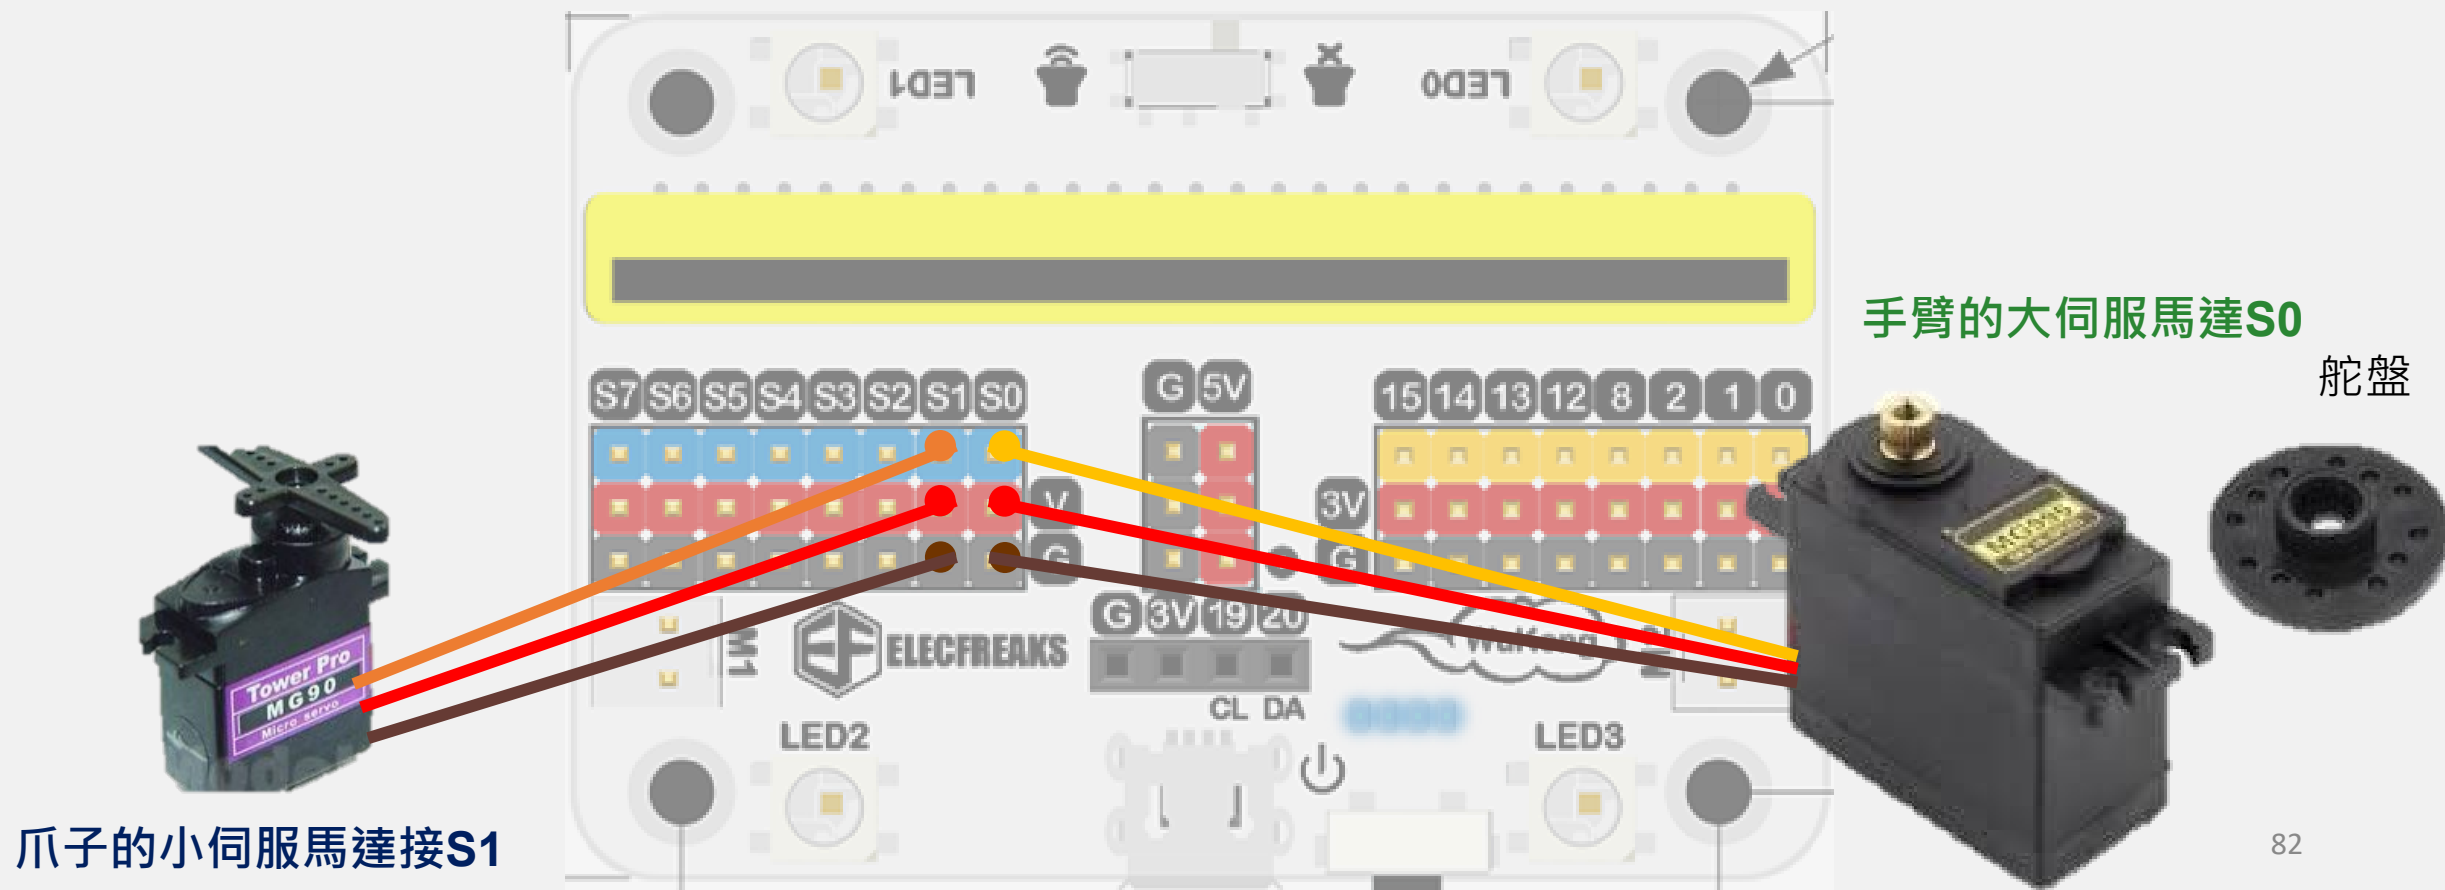 LED1
LED0
手臂的大伺服馬達S0
舵盤
S7 S6 S5 S4 S3 S2 S1 S0
G 5V
15 14 13 12 8 2 1 0
V
3V
G
G
G 3V 19 20
M1
ELECFREAKS
WuKong
Tower Pro
MG90
Micro servo
CL DA
LED2
LED3
爪子的小伺服馬達接S1
82